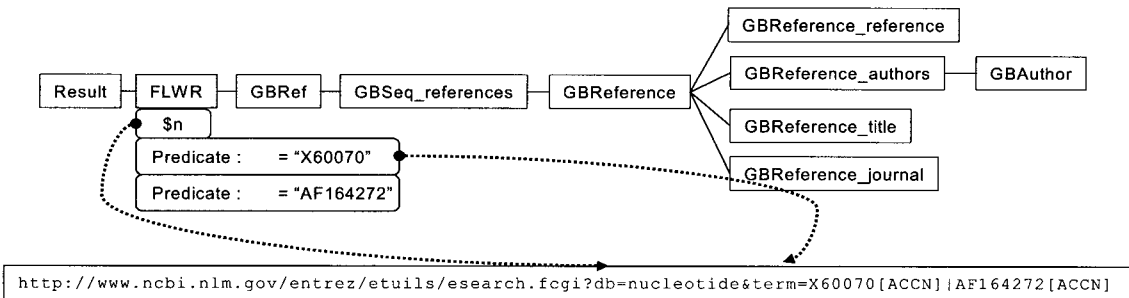 GBReference_reference
Result FLWR GBRef GBSeq_references GBReference GBReference_authors GBAuthor
$n
GBReference_title
Predicate : = “X60070”
GBReference_journal
Predicate : = “AF164272”
http://www.ncbi.nlm.gov/entrez/etuils/esearch.fcgi?db=nucleotide&term=X60070[ACCN]|AF164272[ACCN]